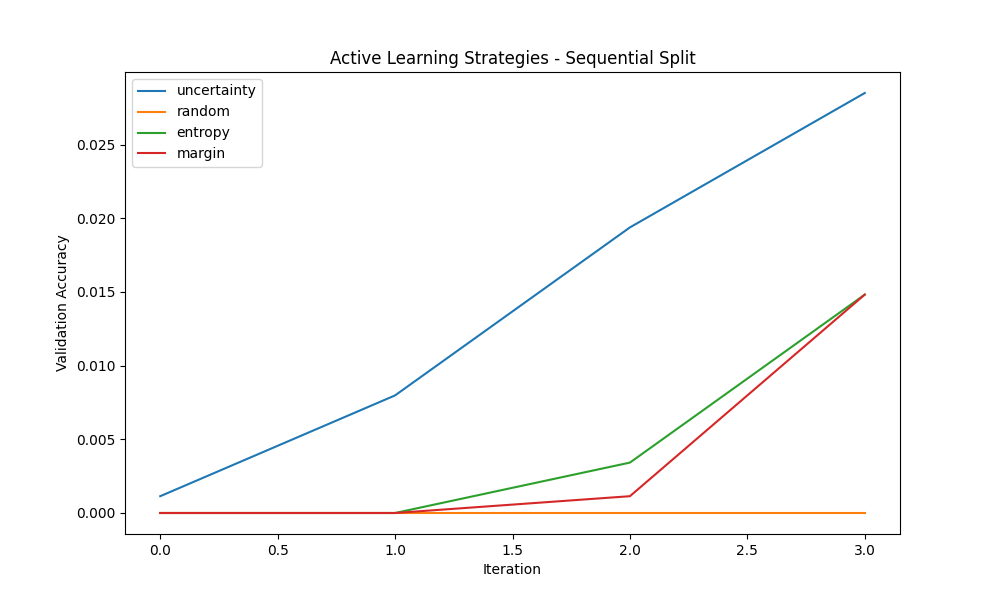 Active Learning Strategies - Sequential Split
uncertainty
random
entropy
margin
Validation Accuracy
0.025
0.020
0.015
0.010
0.005
0.000
0.0 0.5 1.0 1.5 2.0 2.5 3.0
Iteration